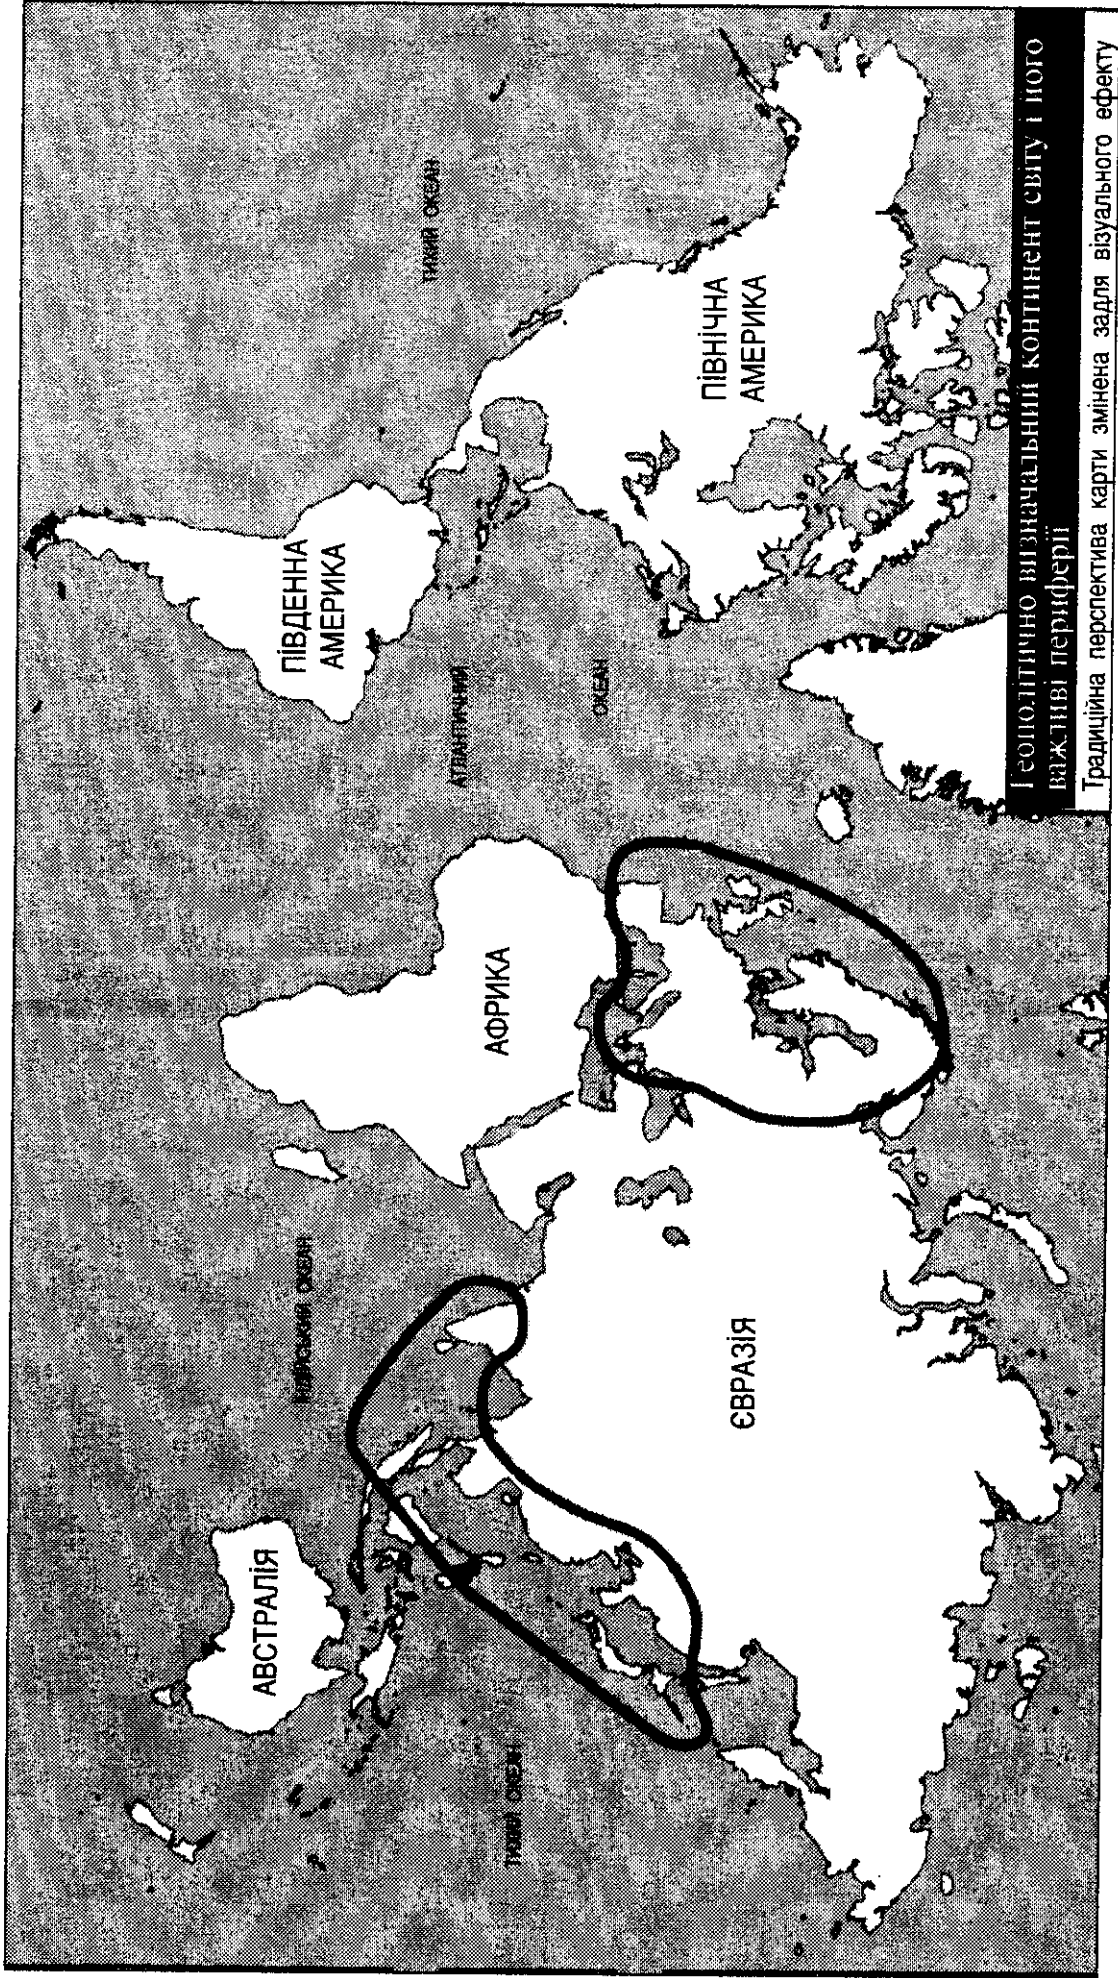 АВСТРАЛІЯ
ТИХИЙ ОКЕАН
ІНДІЙСЬКИЙ ОКЕАН
ЄВРАЗІЯ
АФРИКА
АТЛАНТИЧНИЙ
ОКЕАН
ПІВДЕННА
АМЕРИКА
ТИХИЙ ОКЕАН
ПІВНІЧНА
АМЕРИКА
Геополітично визначальний континент світу і його
важливі периферії
Традиційна перспектива карти змінена задля візуального ефекту